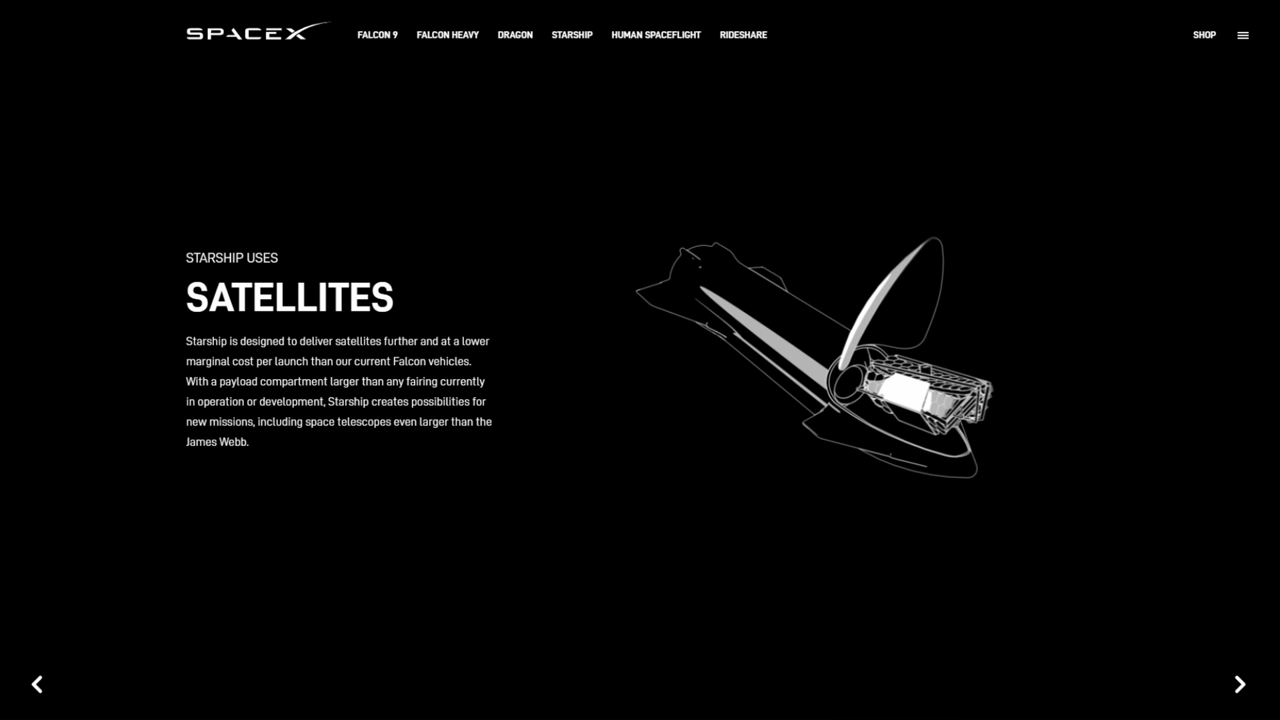 SPACEX FALCON 9 FALCON HEAVY DRAGON STARSHIP HUMAN SPACEFLIGHT RIDESHARE SHOP
STARSHIP USES
SATELLITES
Starship is designed to deliver satellites further and at a lower
marginal cost per launch than our current Falcon vehicles.
With a payload compartment larger than any fairing currently
in operation or development, Starship creates possibilities for
new missions, including space telescopes even larger than the
James Webb.